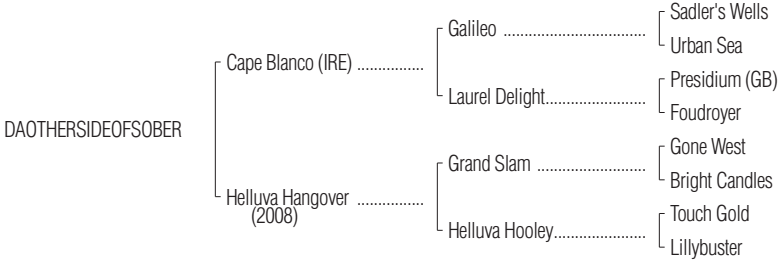 Sadler's Wells
Galileo ..................................
Urban Sea
Cape Blanco (IRE) ................
Presidium (GB)
Laurel Delight........................
Foudroyer
DAOTHERSIDEOFSOBER
Gone West
Grand Slam ..........................
Bright Candles
Helluva Hangover ................
(2008)
Touch Gold
Helluva Hooley......................
Lillybuster